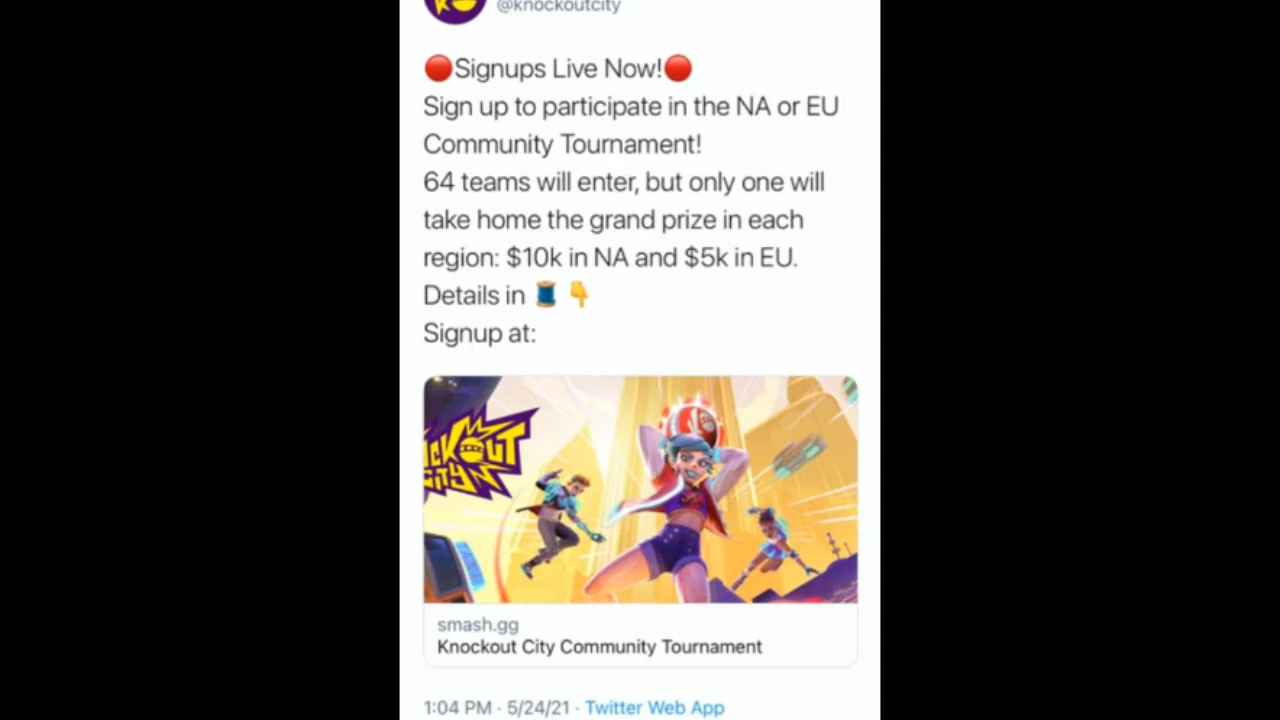 @knockoutcity
🔴Signups Live Now!🔴
Sign up to participate in the NA or EU
Community Tournament!
64 teams will enter, but only one will
take home the grand prize in each
region: $10k in NA and $5k in EU.
Details in 🧵 👇
Signup at:
CKOUT
CITY
smash.gg
Knockout City Community Tournament
1:04 PM · 5/24/21 · Twitter Web App